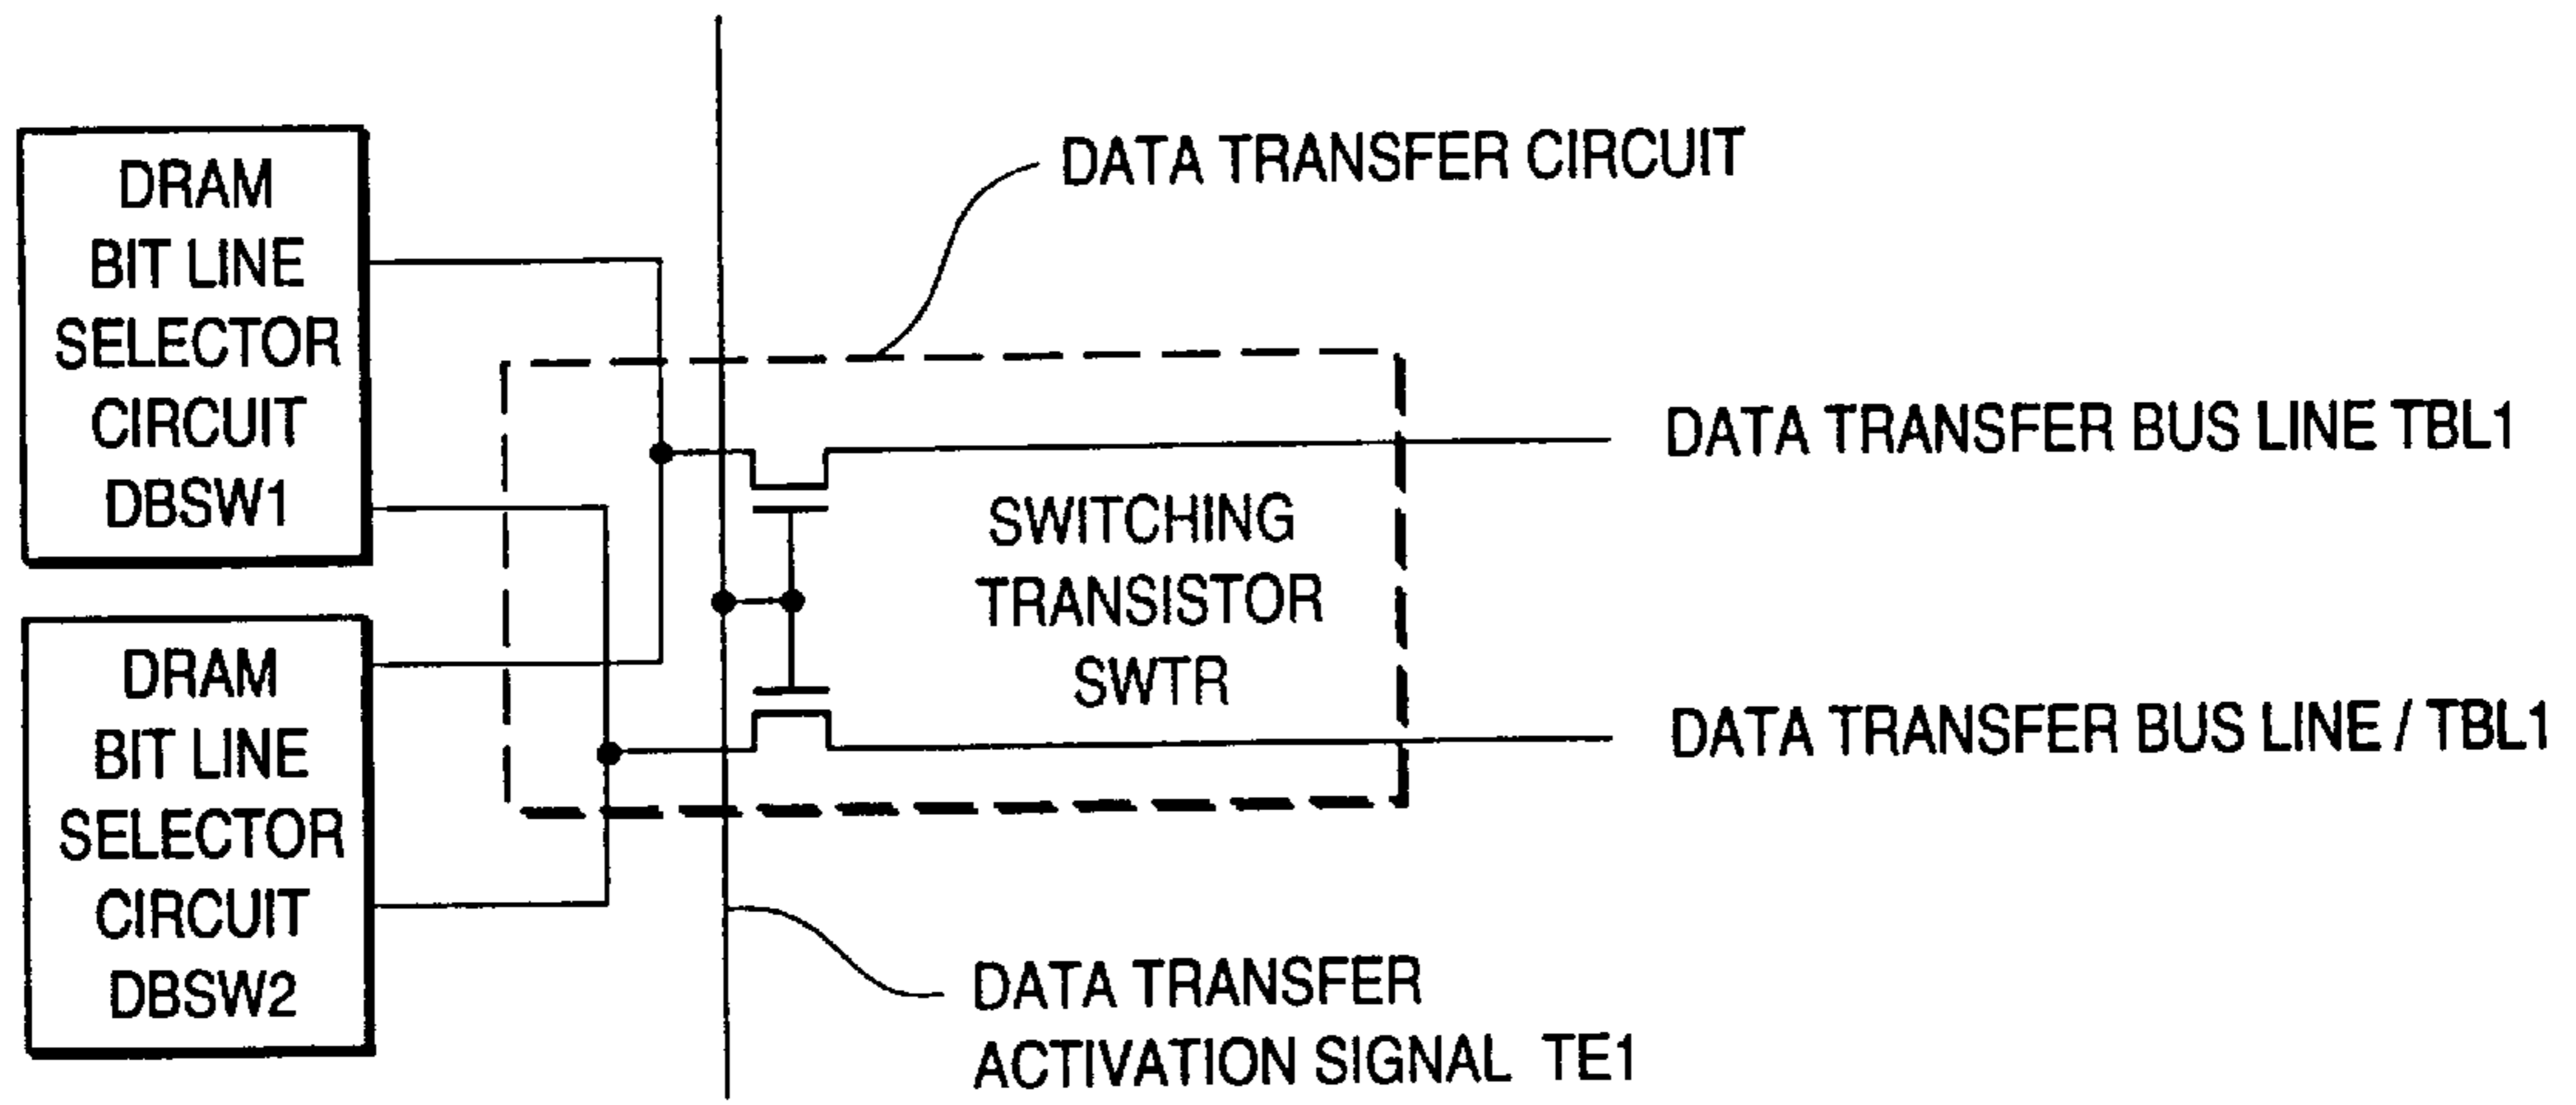 DRAM
BIT LINE
SELECTOR
CIRCUIT
DBSW1
DRAM
BIT LINE
SELECTOR
CIRCUIT
DBSW2
DATA TRANSFER CIRCUIT
SWITCHING
TRANSISTOR
SWTR
DATA TRANSFER BUS LINE TBL1
DATA TRANSFER BUS LINE / TBL1
DATA TRANSFER
ACTIVATION SIGNAL TE1